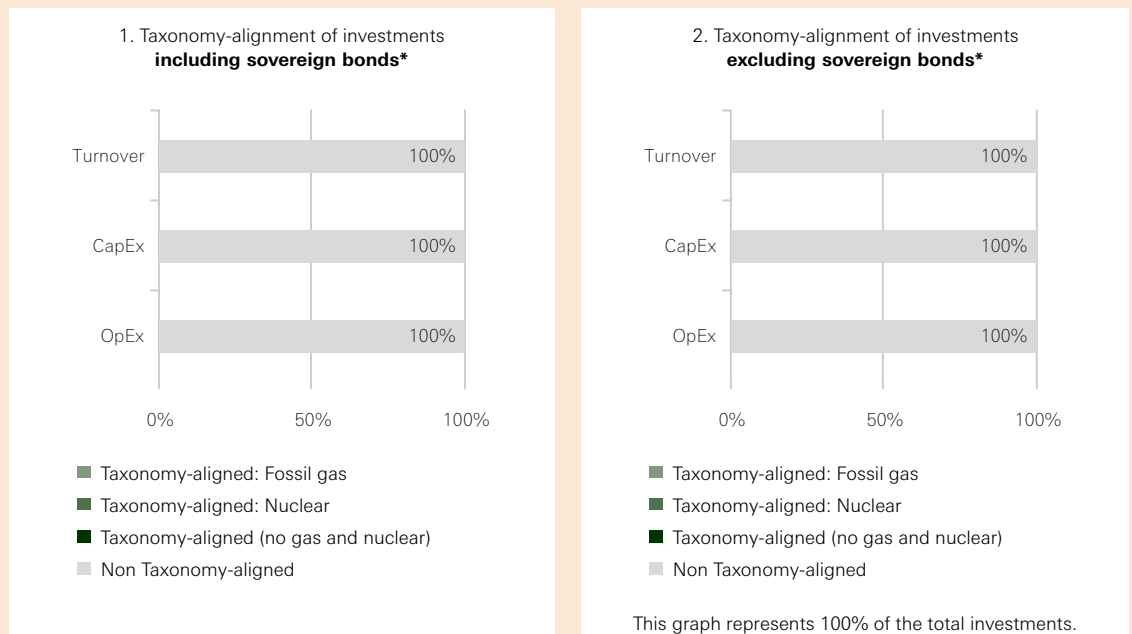 1. Taxonomy-alignment of investments
including sovereign bonds*
Turnover
100%
CapEx
100%
OpEx
100%
0%
50%
100%
Taxonomy-aligned: Fossil gas
Taxonomy-aligned: Nuclear
Taxonomy-aligned (no gas and nuclear)
Non Taxonomy-aligned
2. Taxonomy-alignment of investments
excluding sovereign bonds*
Turnover
100%
CapEx
100%
OpEx
100%
0%
50%
100%
Taxonomy-aligned: Fossil gas
Taxonomy-aligned: Nuclear
Taxonomy-aligned (no gas and nuclear)
Non Taxonomy-aligned
This graph represents 100% of the total investments.